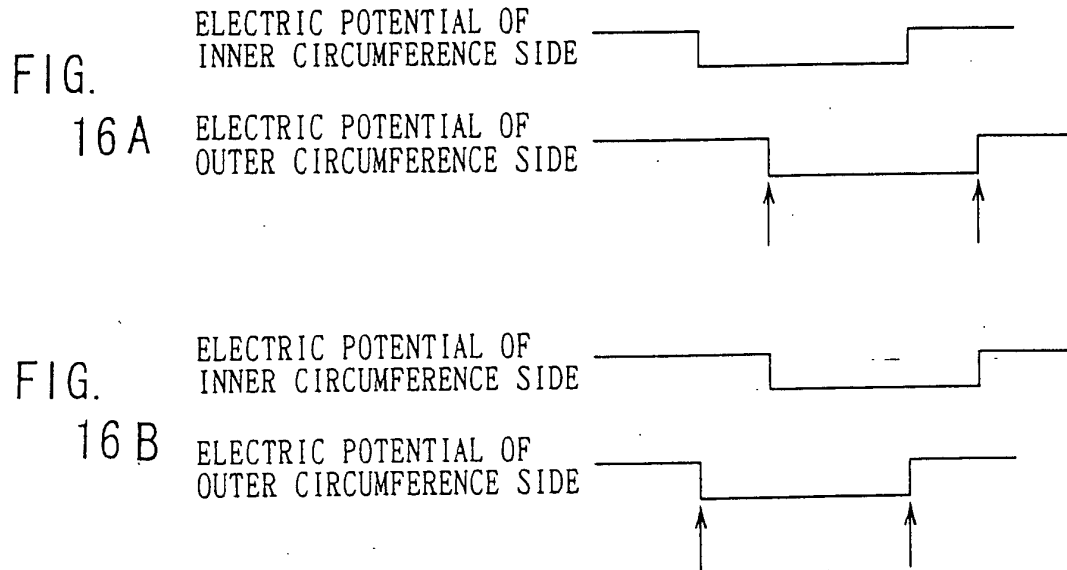 FIG.
16A
ELECTRIC POTENTIAL OF
INNER CIRCUMFERENCE SIDE
ELECTRIC POTENTIAL OF
OUTER CIRCUMFERENCE SIDE
FIG.
16B
ELECTRIC POTENTIAL OF
INNER CIRCUMFERENCE SIDE
ELECTRIC POTENTIAL OF
OUTER CIRCUMFERENCE SIDE